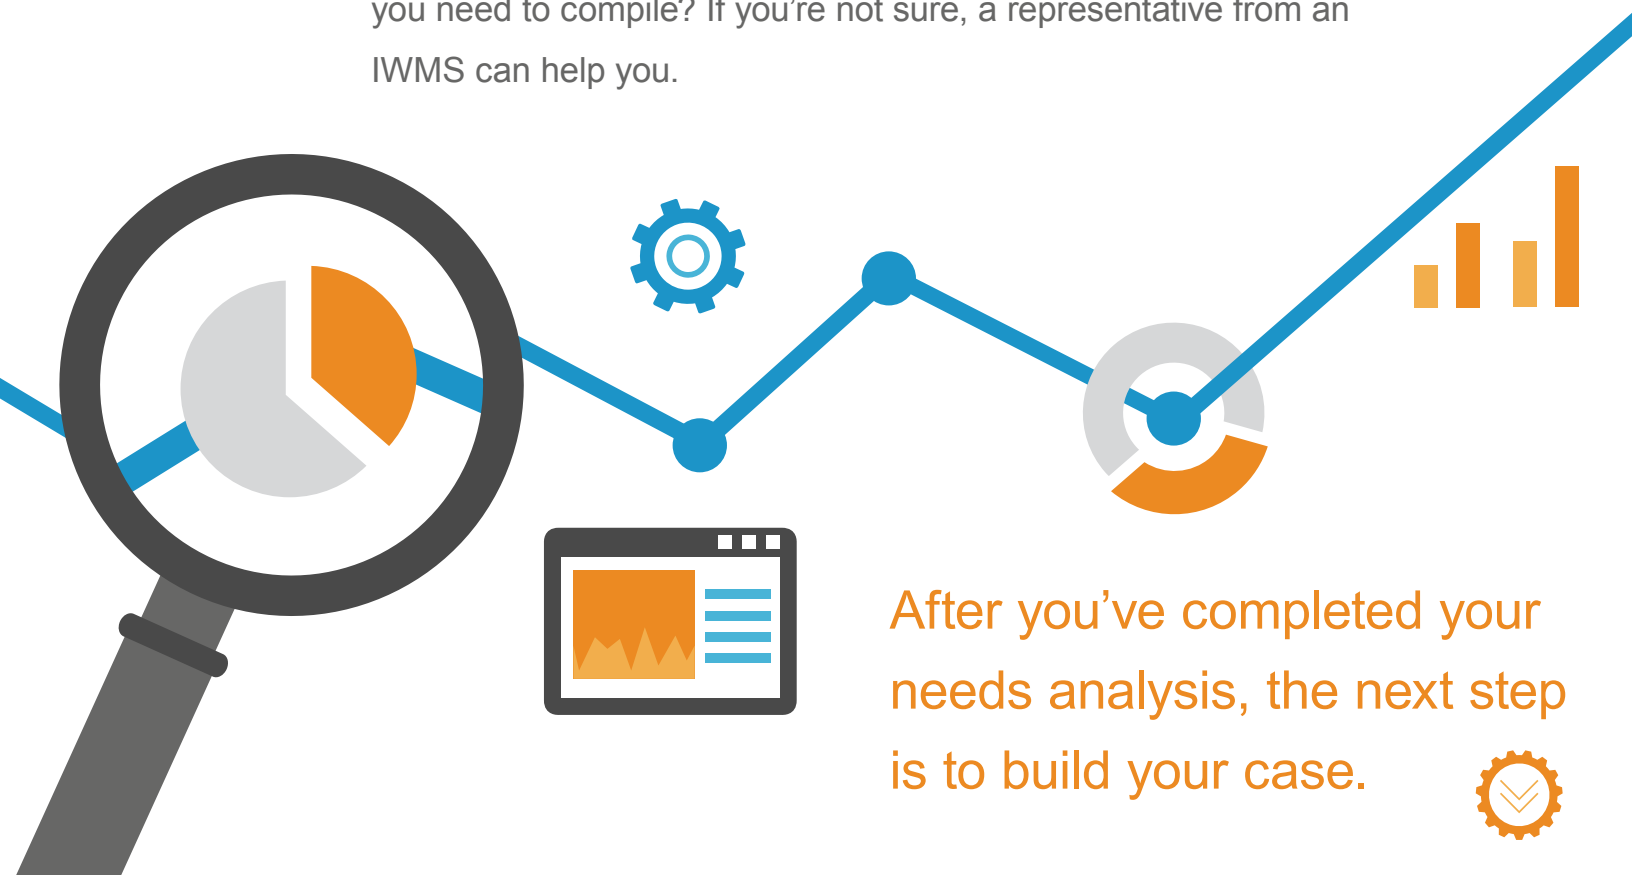 you need to compile? If you're not sure, a representative from an
IWMS can help you.
After you’ve completed your
needs analysis, the next step
is to build your case.